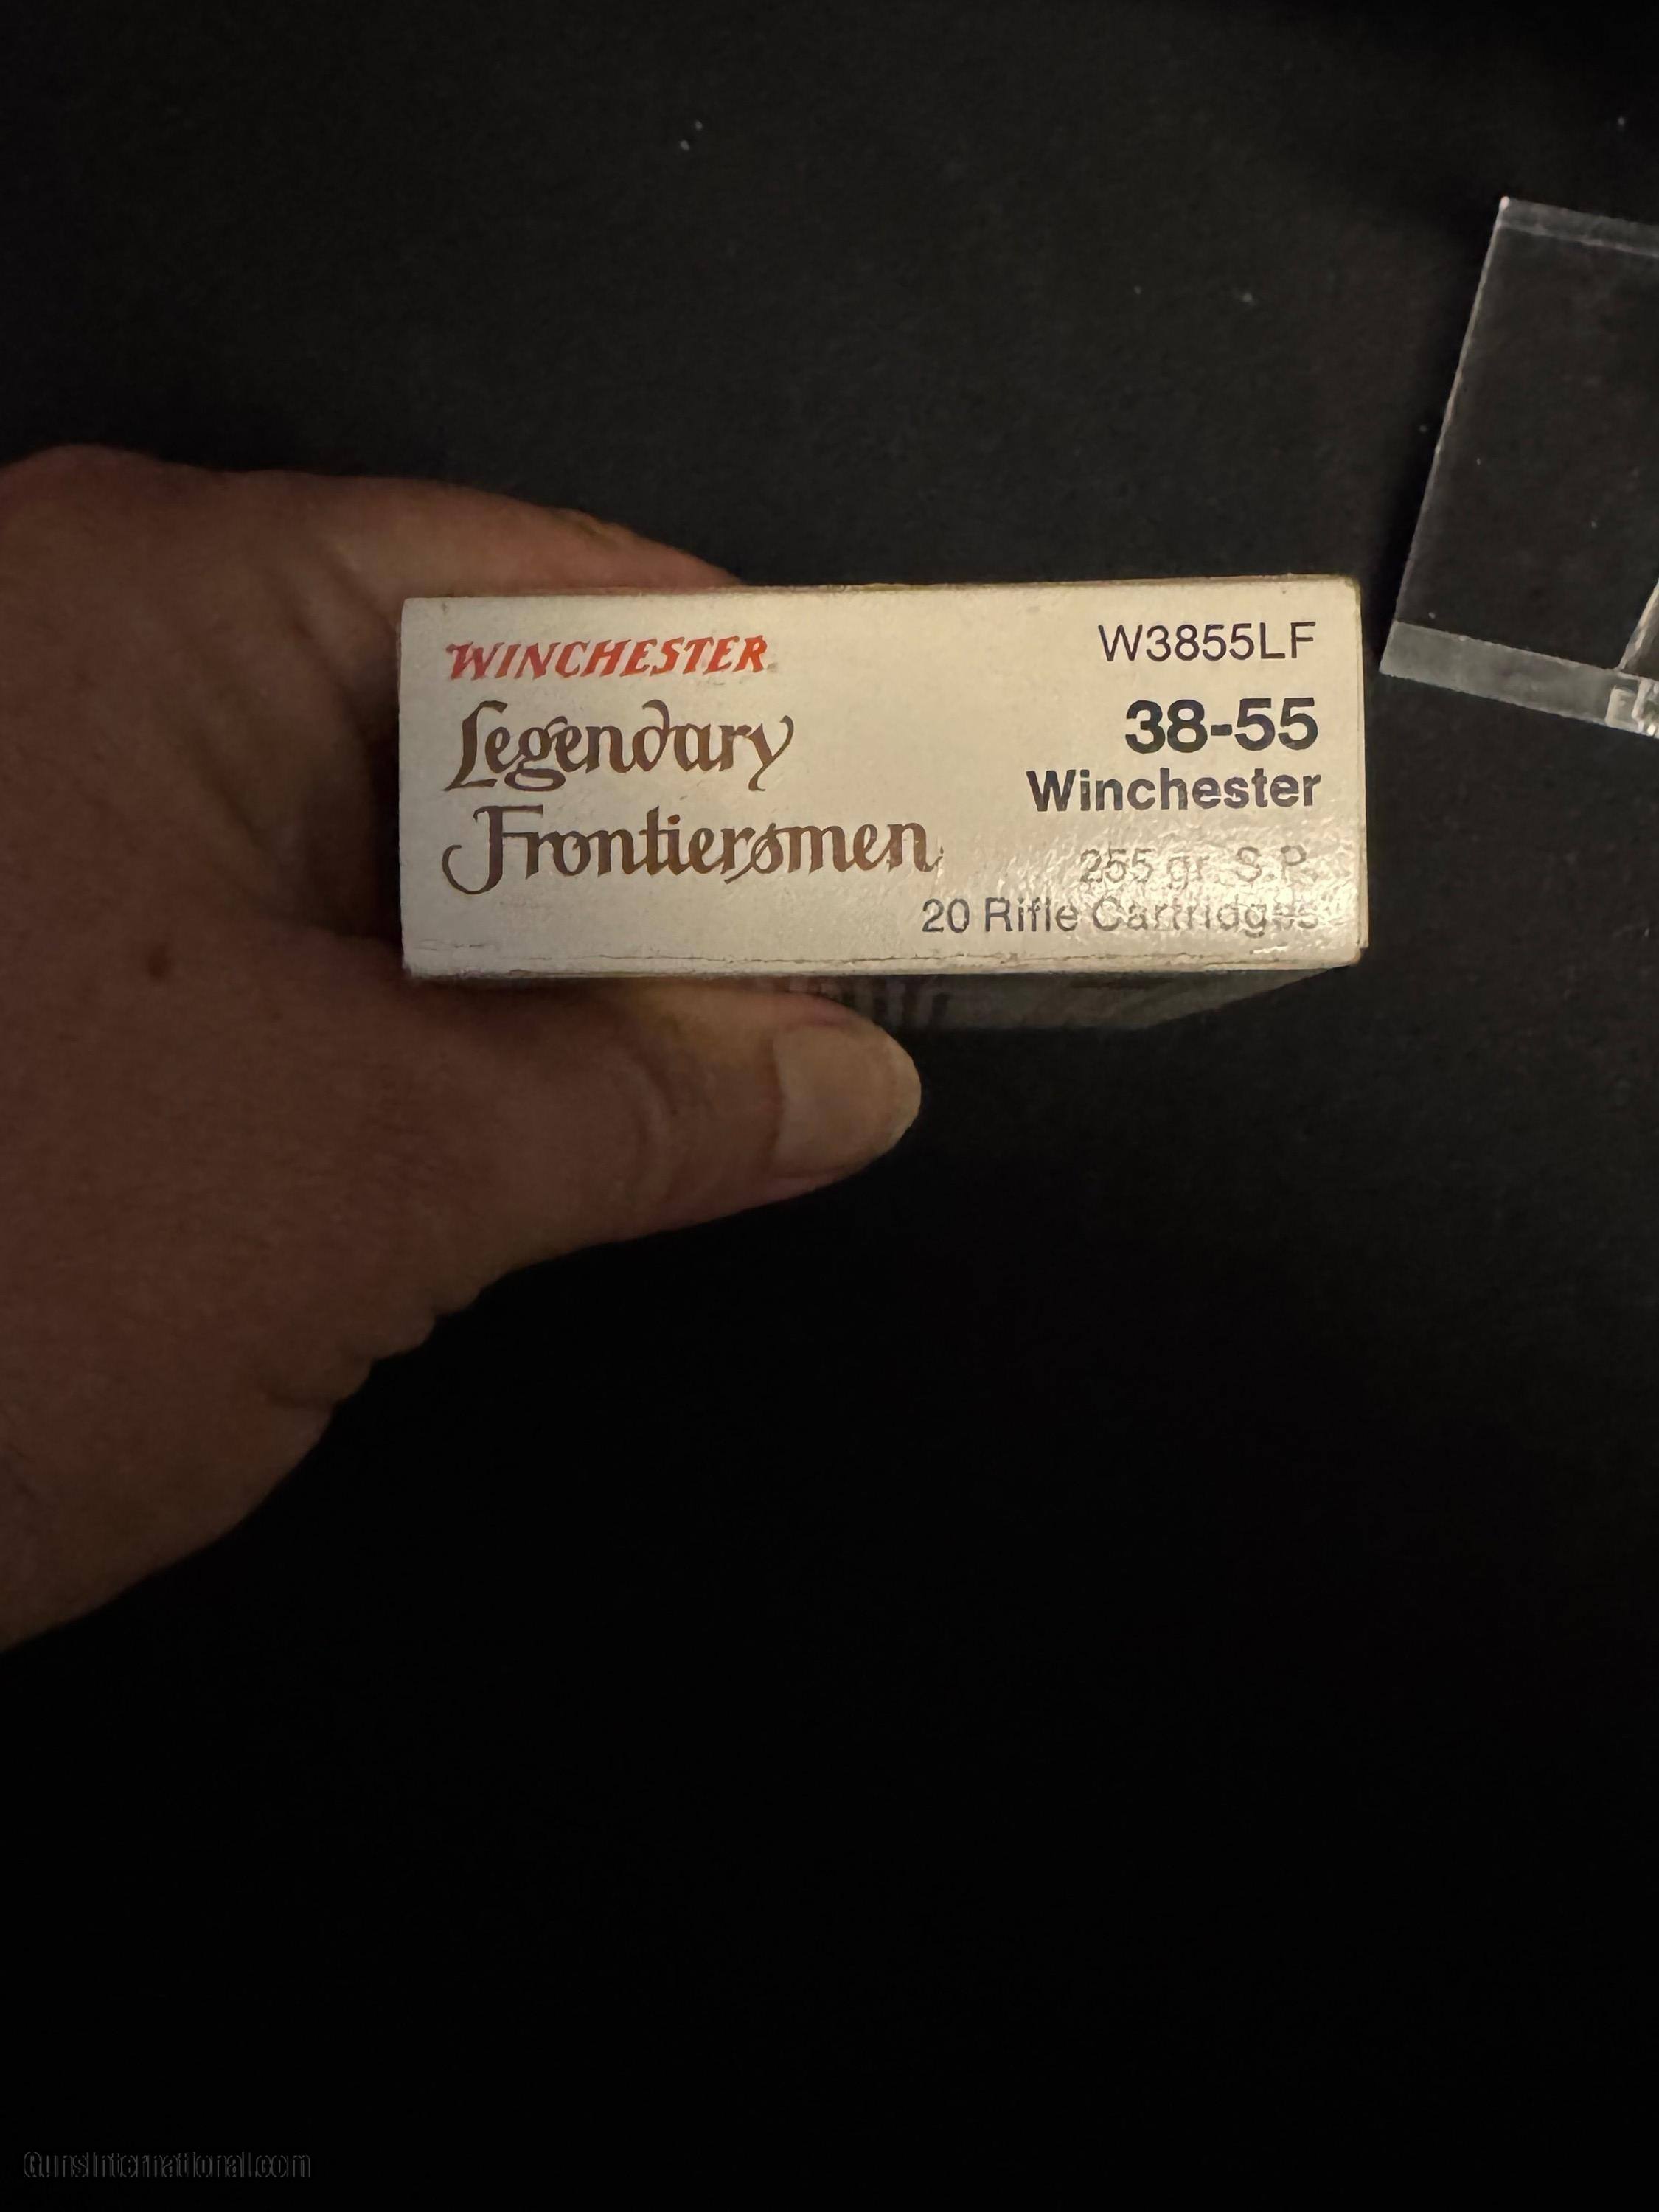 WINCHESTER
Legendary
Frontiersmen
W3855LF
38-55
Winchester
255 gr. S.P.
20 Rifle Cartridges
GunsInternational.com